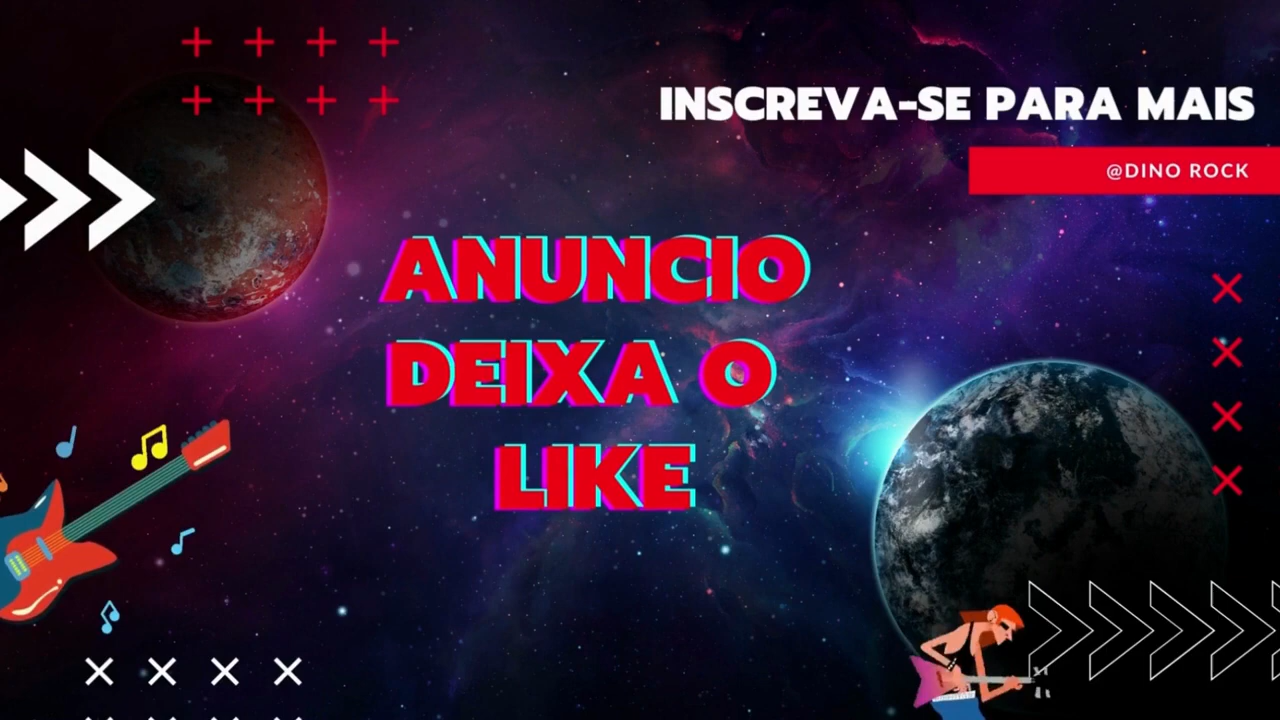 INSCREVA-SE PARA MAIS
@DINO ROCK
ANUNCIO
DEIXA O
LIKE